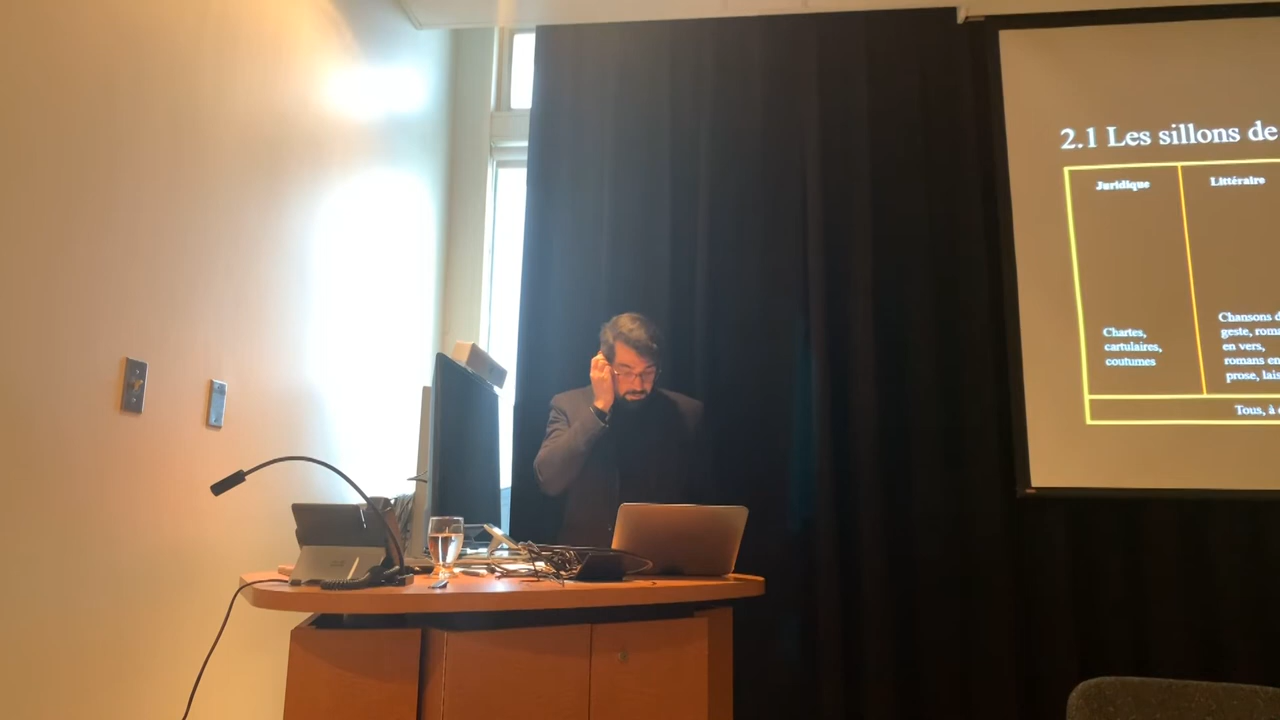 2.1 Les sillons de
Juridique
Littéraire
Chartes,
cartulaires,
coutumes
Chansons d
geste, roma
en vers,
romans en
prose, lais
Tous, à